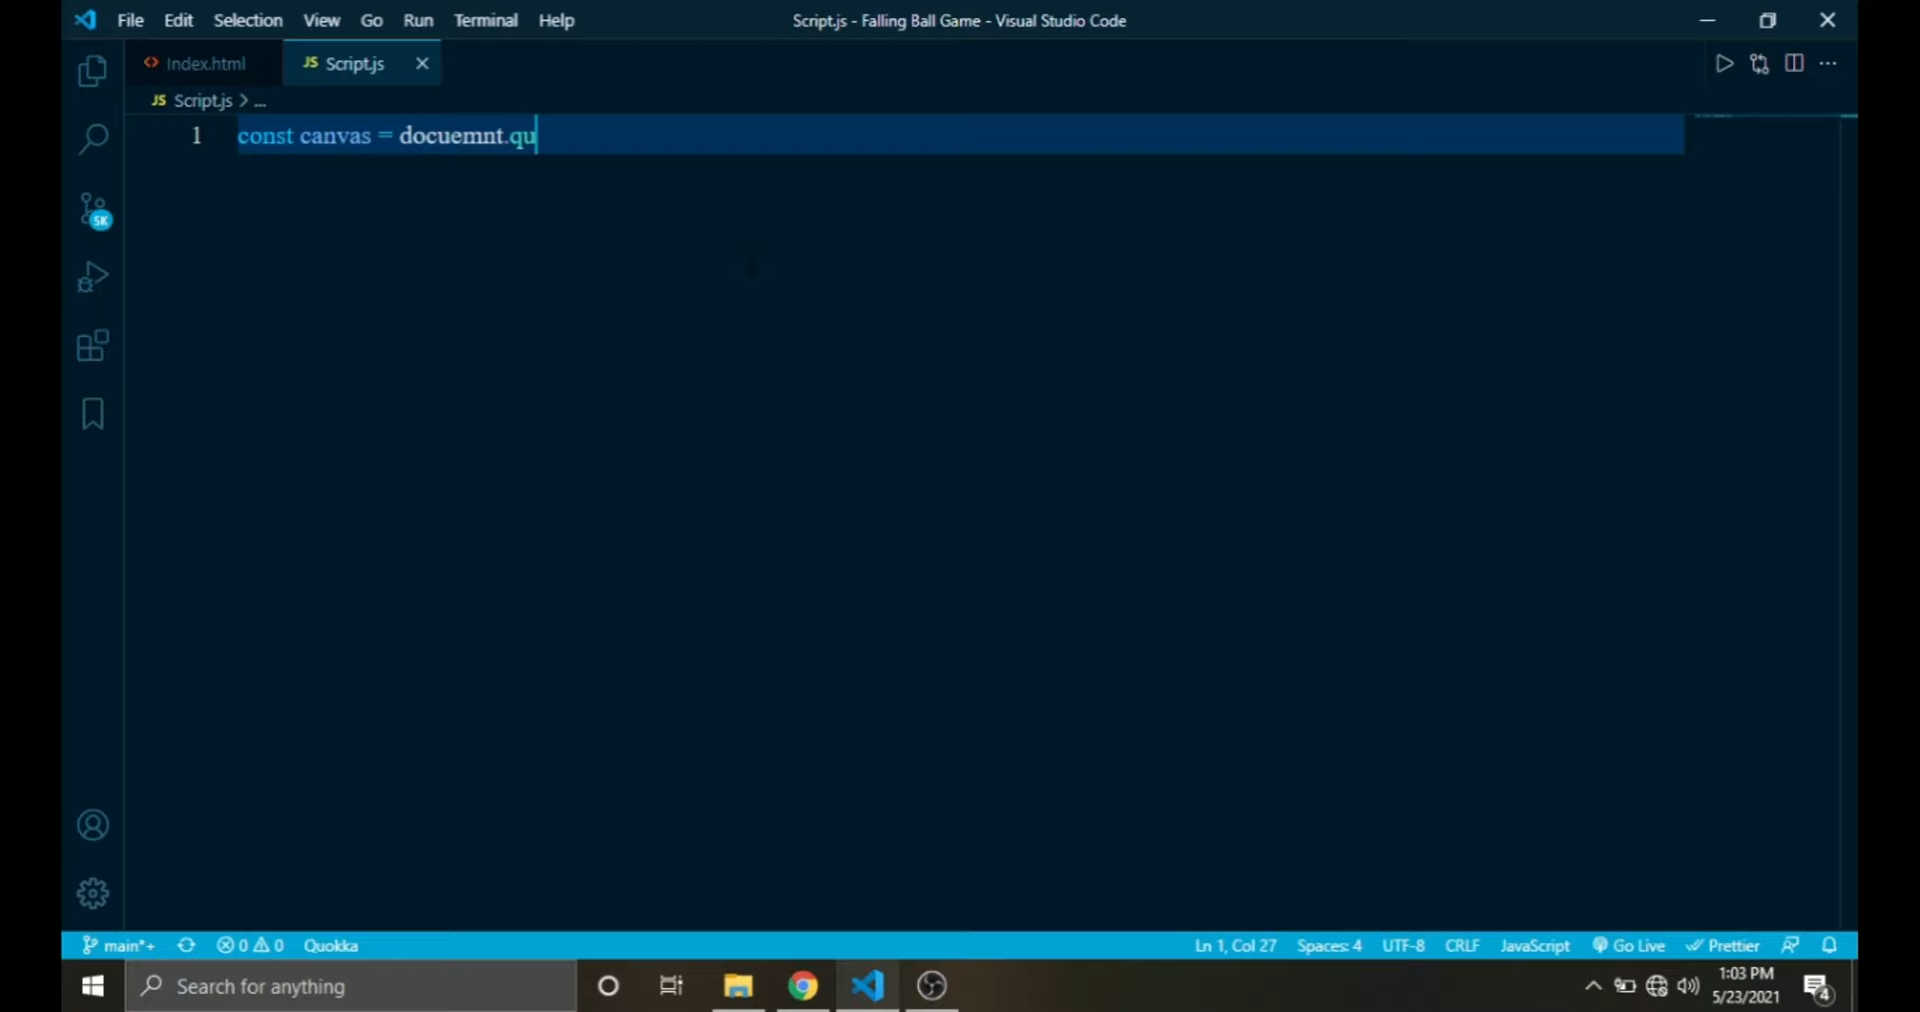 File Edit Selection View Go Run Terminal Help Script.js - Falling Ball Game - Visual Studio Code
<> Index.html JS Script.js
JS Script.js > ...
1 const canvas = docuemnt.qu
5K
main*+ 0 0 Quokka Ln 1, Col 27 Spaces: 4 UTF-8 CRLF JavaScript Go Live Prettier
Search for anything 1:03 PM
5/23/2021 4